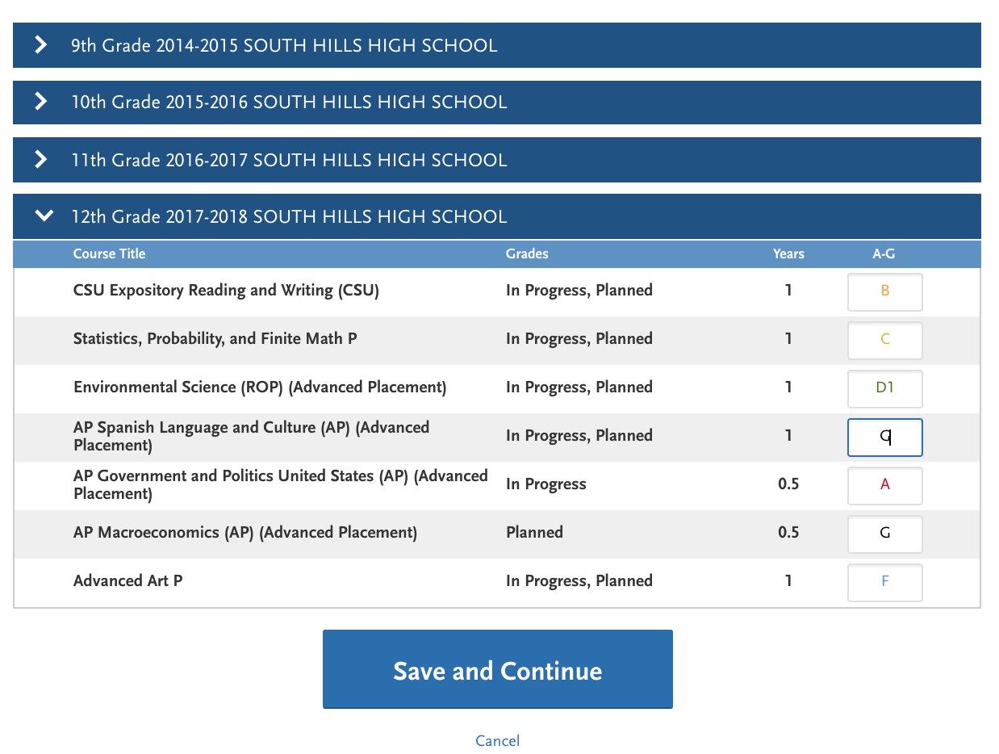 9th Grade 2014-2015 SOUTH HILLS HIGH SCHOOL
10th Grade 2015-2016 SOUTH HILLS HIGH SCHOOL
11th Grade 2016-2017 SOUTH HILLS HIGH SCHOOL
12th Grade 2017-2018 SOUTH HILLS HIGH SCHOOL
Course Title Grades Years A-G
CSU Expository Reading and Writing (CSU) In Progress, Planned 1 B
Statistics, Probability, and Finite Math P In Progress, Planned 1 C
Environmental Science (ROP) (Advanced Placement) In Progress, Planned 1 D1
AP Spanish Language and Culture (AP) (Advanced
Placement) In Progress, Planned 1 G
AP Government and Politics United States (AP) (Advanced
Placement) In Progress 0.5 A
AP Macroeconomics (AP) (Advanced Placement) Planned 0.5 G
Advanced Art P In Progress, Planned 1 F
Save and Continue
Cancel